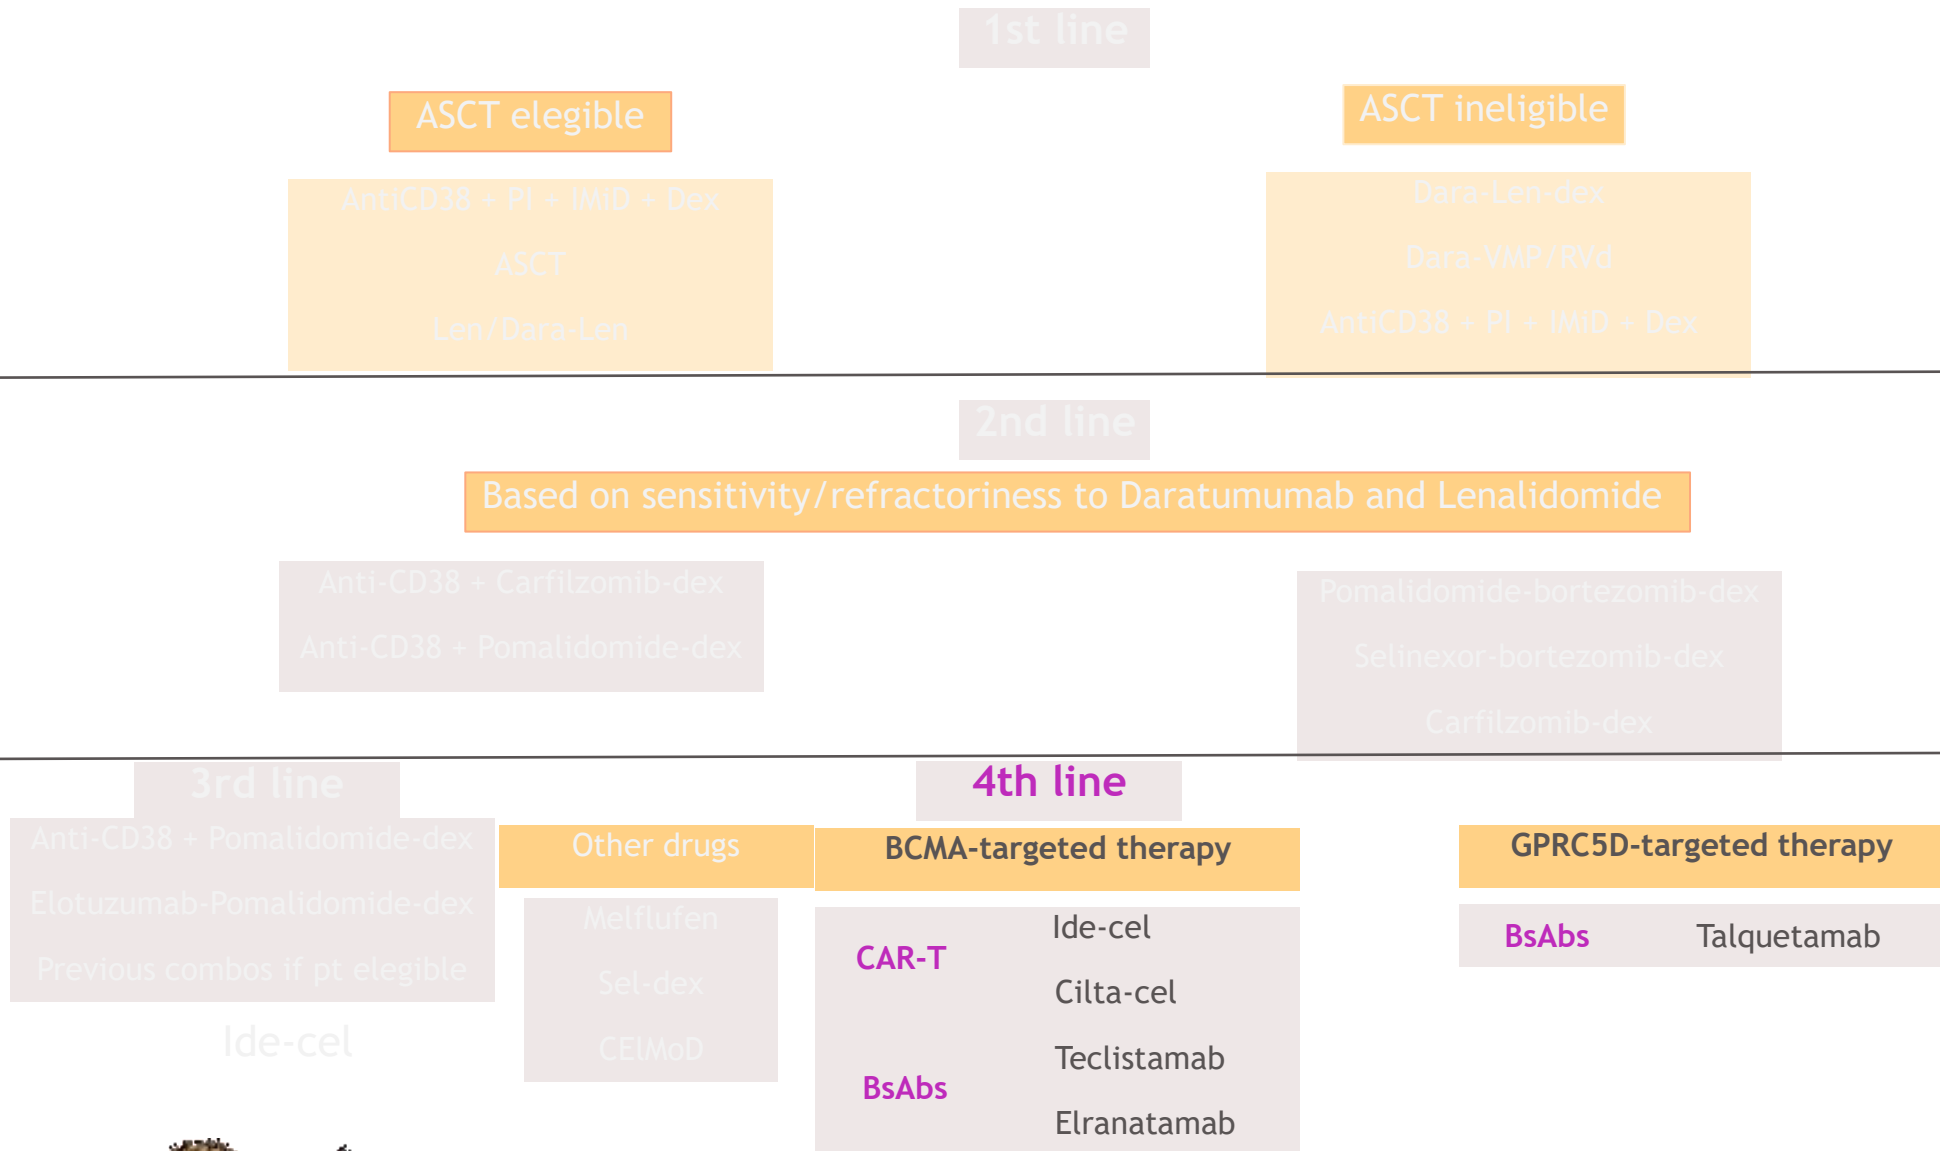 1st line
ASCT elegible
AntiCD38 + PI + IMiD + Dex
ASCT
Len/Dara-Len
ASCT ineligible
Dara-Len-dex
Dara-VMP/RVd
AntiCD38 + PI + IMiD + Dex
2nd line
Based on sensitivity/refractoriness to Daratumumab and Lenalidomide
Anti-CD38 + Carfilzomib-dex
Anti-CD38 + Pomalidomide-dex
Pomalidomide-bortezomib-dex
Selinexor-bortezomib-dex
Carfilzomib-dex
3rd line
Anti-CD38 + Pomalidomide-dex
Elotuzumab-Pomalidomide-dex
Previous combos if pt elegible
Ide-cel
4th line
Other drugs
Melflufen
Sel-dex
CElMoD
BCMA-targeted therapy
CAR-T
Ide-cel
Cilta-cel
BsAbs
Teclistamab
Elranatamab
GPRC5D-targeted therapy
BsAbs Talquetamab